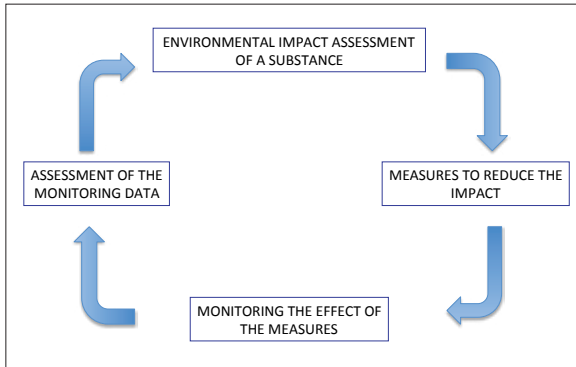 ENVIRONMENTAL IMPACT ASSESSMENT
OF A SUBSTANCE
MEASURES TO REDUCE THE
IMPACT
MONITORING THE EFFECT OF
THE MEASURES
ASSESSMENT OF THE
MONITORING DATA